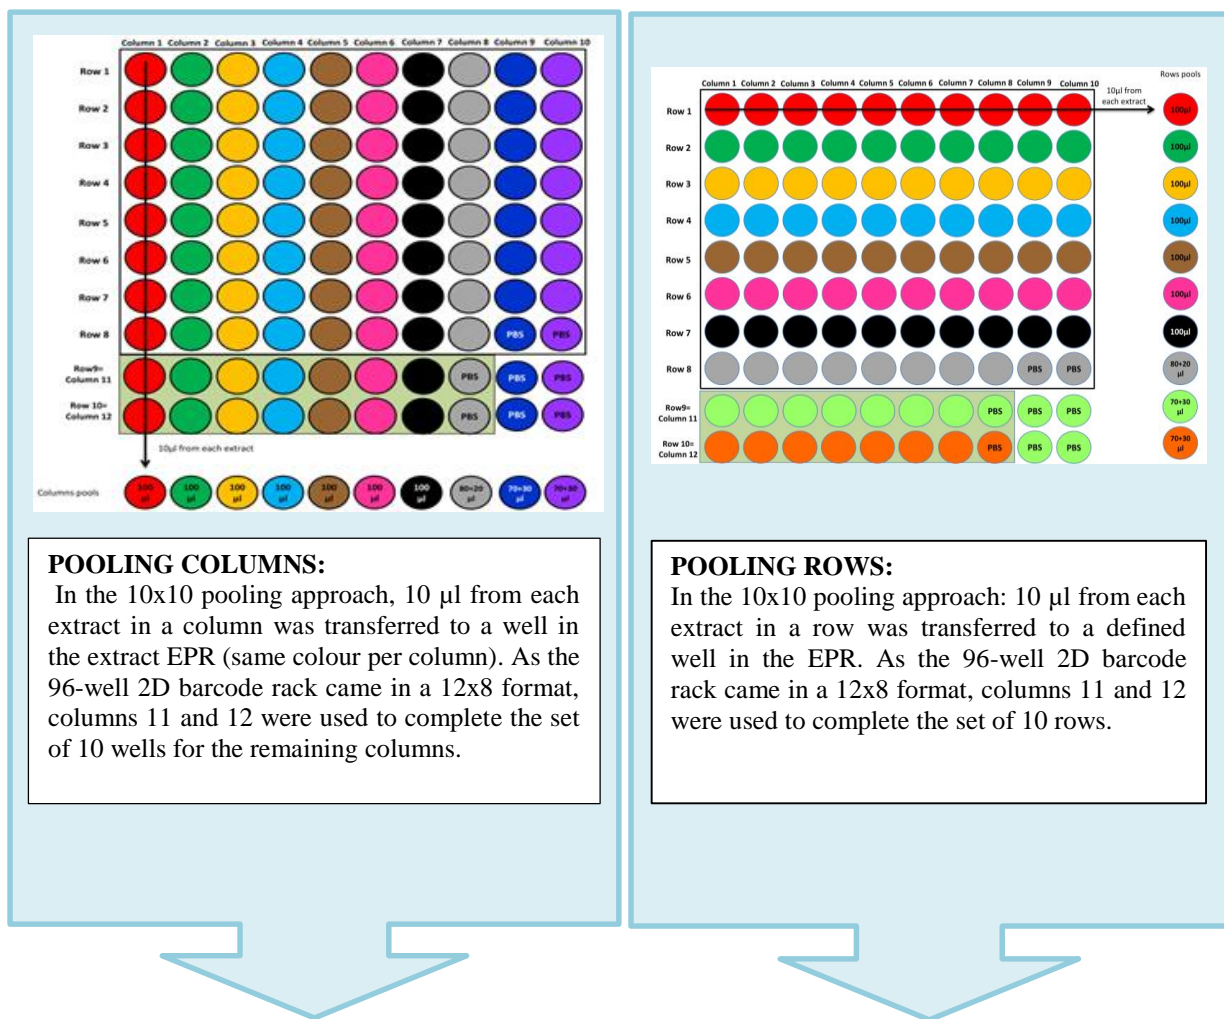 Column 1 Column 2 Column 3 Column 4 Column 5 Column 6 Column 7 Column 8 Column 9 Column 10
Row 1
Row 2
Row 3
Row 4
Row 5
Row 6
Row 7
Row 8 PBS PBS
Row9=
Column 11 PBS PBS PBS
Row 10=
Column 12 PBS PBS PBS
10µl from each extract
Columns pools
100 µl 100 µl 100 µl 100 µl 100 µl 100 µl 100 µl 80+20 µl 70+30 µl 70+30 µl
POOLING COLUMNS:
In the 10x10 pooling approach, 10 µl from each
extract in a column was transferred to a well in
the extract EPR (same colour per column). As the
96-well 2D barcode rack came in a 12x8 format,
columns 11 and 12 were used to complete the set
of 10 wells for the remaining columns.
Rows pools
Column 1 Column 2 Column 3 Column 4 Column 5 Column 6 Column 7 Column 8 Column 9 Column 10
10µl from
each extract
Row 1 100µl
Row 2 100µl
Row 3 100µl
Row 4 100µl
Row 5 100µl
Row 6 100µl
Row 7 100µl
Row 8 PBS PBS 80+20 µl
Row9=
Column 11 PBS PBS PBS 70+30 µl
Row 10=
Column 12 PBS PBS PBS 70+30 µl
POOLING ROWS:
In the 10x10 pooling approach: 10 µl from each
extract in a row was transferred to a defined
well in the EPR. As the 96-well 2D barcode
rack came in a 12x8 format, columns 11 and 12
were used to complete the set of 10 rows.